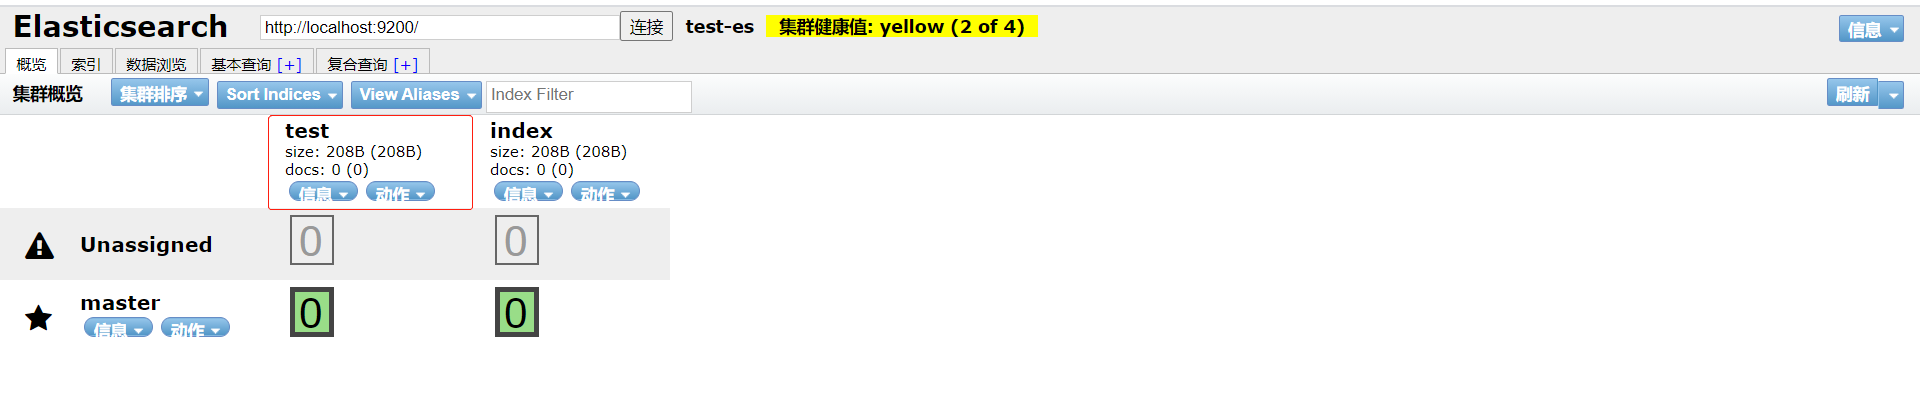 Elasticsearch http://localhost:9200/ 连接 test-es 集群健康值: yellow (2 of 4) 信息
概览 索引 数据浏览 基本查询 [+] 复合查询 [+]
集群概览 集群排序 Sort Indices View Aliases Index Filter 刷新
test index
size: 208B (208B) size: 208B (208B)
docs: 0 (0) docs: 0 (0)
信息 动作 信息 动作
Unassigned 0 0
master 0 0
信息 动作